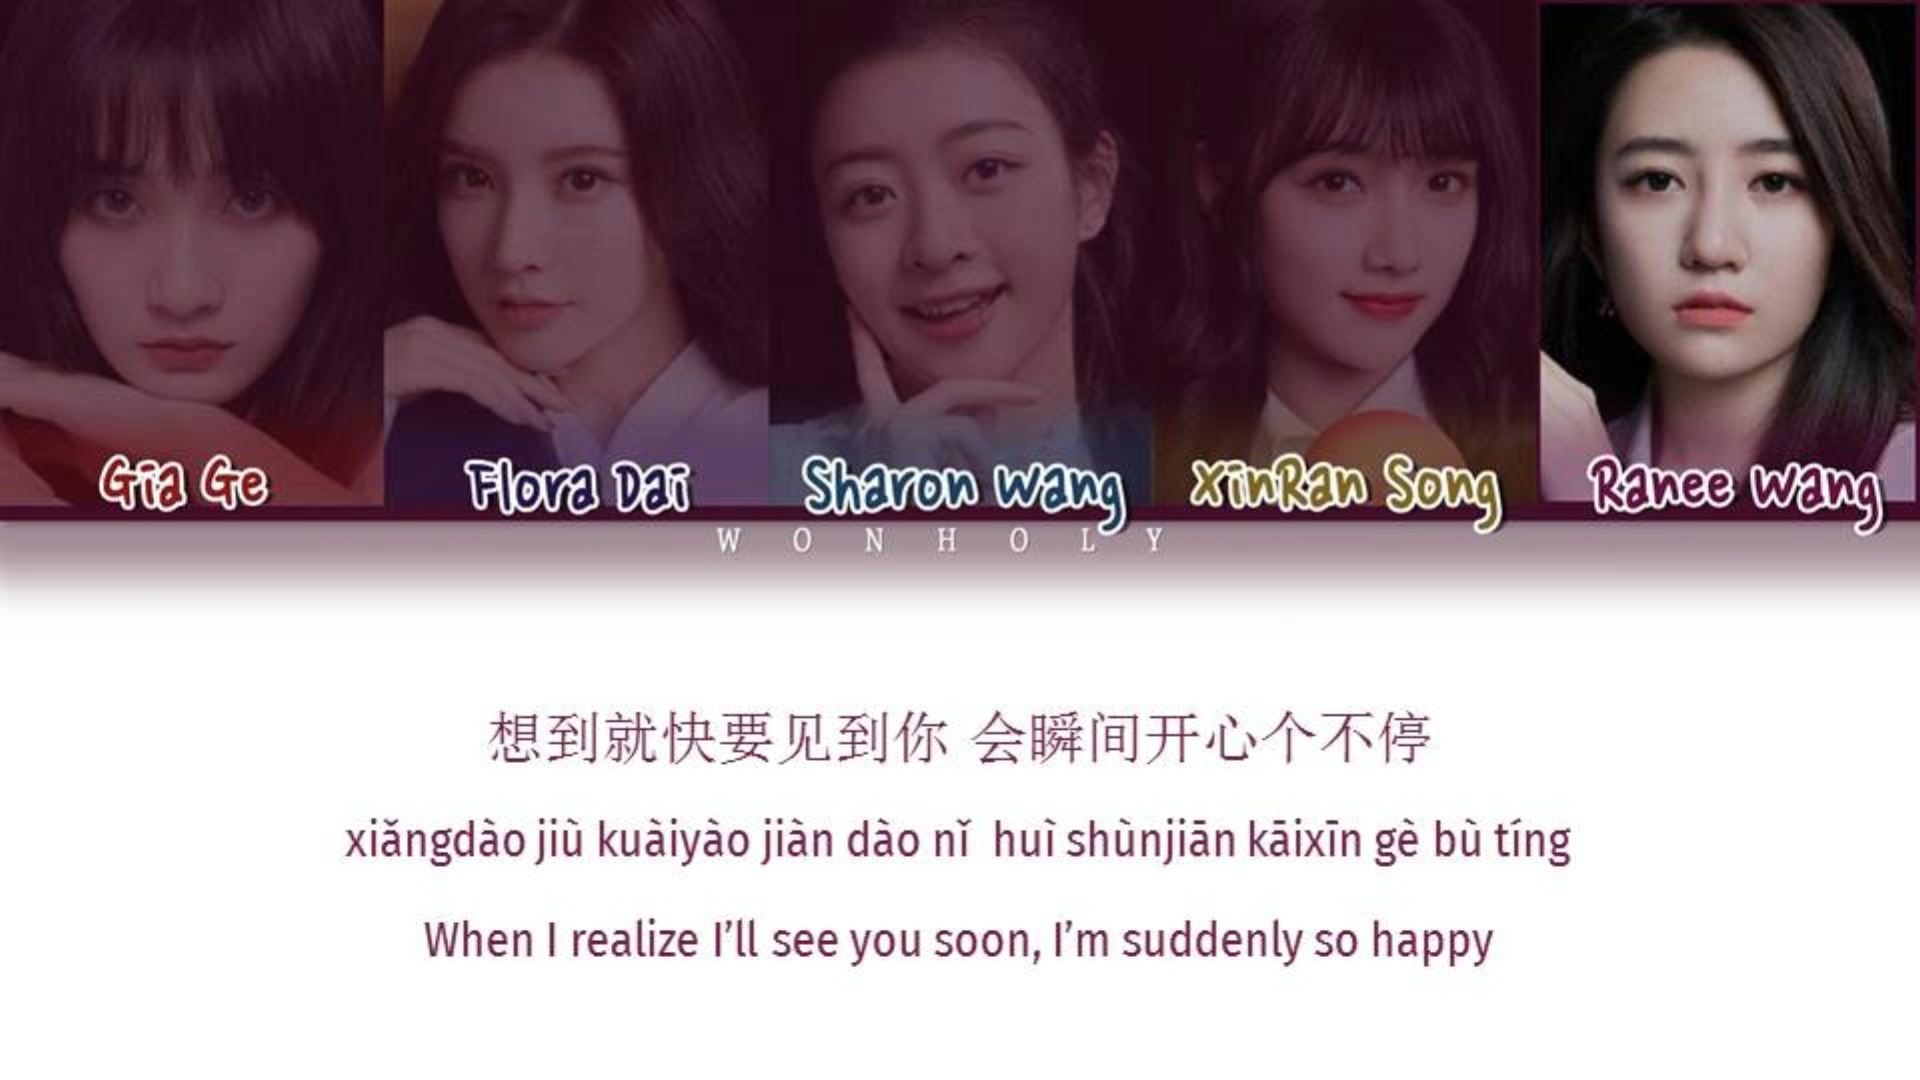 Gia Ge
Flora Dai
Sharon Wang
XinRan Song
Ranee Wang
W O N H O L Y
想到就快要见到你 会瞬间开心个不停
xiǎngdào jiù kuàiyào jiàn dào nǐ huì shùnjiān kāixīn gè bù tíng
When I realize I’ll see you soon, I’m suddenly so happy